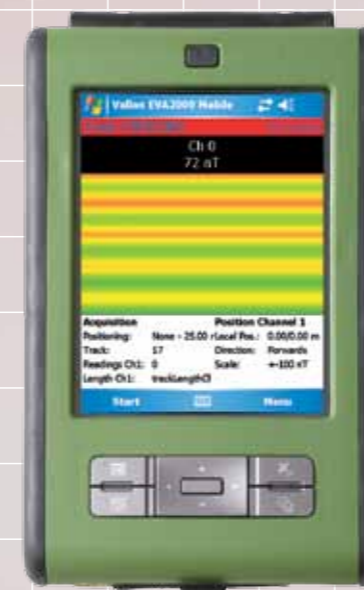 Vallon EVA2000 Mobile
Ch 0
72 nT
Acquisition Position Channel 1
Positioning: None - 25.00 r Local Pos.: 0.00/0.00 m
Track: 17 Direction: Forwards
Readings Ch1: 0 Scale: +-100 nT
Length Ch1: trackLengthCl
Start Menu